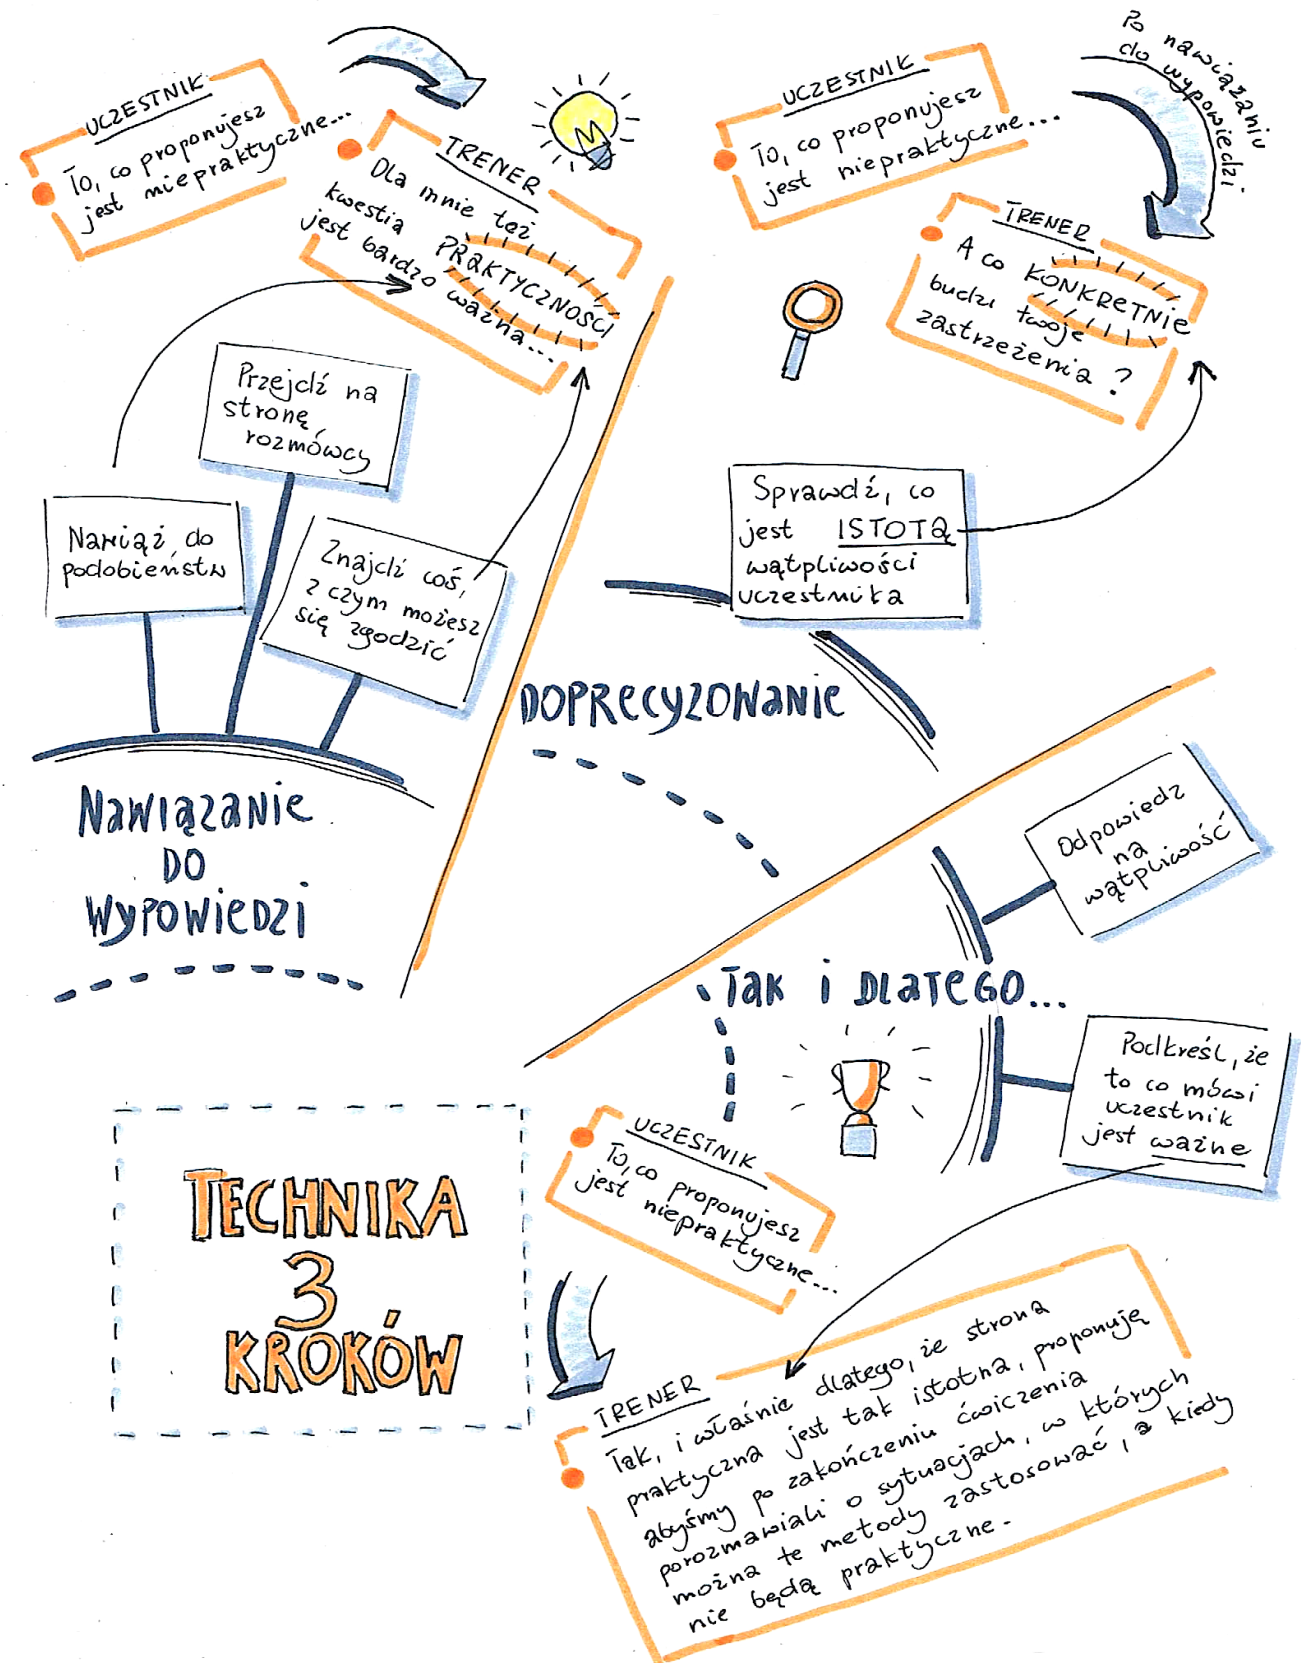 UCZESTNIK
To, co proponujesz
jest niepraktyczne...
TRENER
Dla mnie też
kwestia PRAKTYCZNOŚCI
jest bardzo ważna...
Przejdź na
stronę
rozmówcy
Nawiąż do
podobieństw
Znajdź coś,
z czym możesz
się zgodzić
NAWIĄZANIE
DO
WYPOWIEDZI
UCZESTNIK
To, co proponujesz
jest niepraktyczne...
Po nawiązaniu
do wypowiedzi
TRENER
A co KONKRETNIE
budzi twoje
zastrzeżenia?
Sprawdź, co
jest ISTOTĄ
wątpliwości
uczestnika
DOPRECYZOWANIE
Odpowiedz
na
wątpliwość
TAK i DLATEGO...
Podkreśl, że
to co mówi
uczestnik
jest ważne
UCZESTNIK
To, co proponujesz
jest niepraktyczne...
TRENER
Tak, i właśnie dlatego, że strona
praktyczna jest tak istotna, proponuję
abyśmy po zakończeniu ćwiczenia
porozmawiali o sytuacjach, w których
można te metody zastosować, a kiedy
nie będą praktyczne.
TECHNIKA
3
KROKÓW